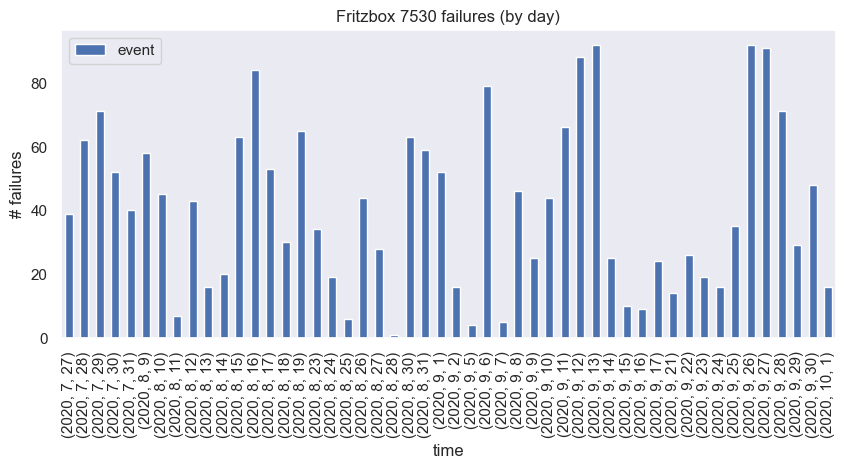 Fritzbox 7530 failures (by day)
event
# failures
80
60
40
20
0
(2020, 7, 27)
(2020, 7, 28)
(2020, 7, 29)
(2020, 7, 30)
(2020, 7, 31)
(2020, 8, 9)
(2020, 8, 10)
(2020, 8, 11)
(2020, 8, 12)
(2020, 8, 13)
(2020, 8, 14)
(2020, 8, 15)
(2020, 8, 16)
(2020, 8, 17)
(2020, 8, 18)
(2020, 8, 19)
(2020, 8, 23)
(2020, 8, 24)
(2020, 8, 25)
(2020, 8, 26)
(2020, 8, 27)
(2020, 8, 28)
(2020, 8, 30)
(2020, 8, 31)
(2020, 9, 1)
(2020, 9, 2)
(2020, 9, 5)
(2020, 9, 6)
(2020, 9, 7)
(2020, 9, 8)
(2020, 9, 9)
(2020, 9, 10)
(2020, 9, 11)
(2020, 9, 12)
(2020, 9, 13)
(2020, 9, 14)
(2020, 9, 15)
(2020, 9, 16)
(2020, 9, 17)
(2020, 9, 21)
(2020, 9, 22)
(2020, 9, 23)
(2020, 9, 24)
(2020, 9, 25)
(2020, 9, 26)
(2020, 9, 27)
(2020, 9, 28)
(2020, 9, 29)
(2020, 9, 30)
(2020, 10, 1)
time